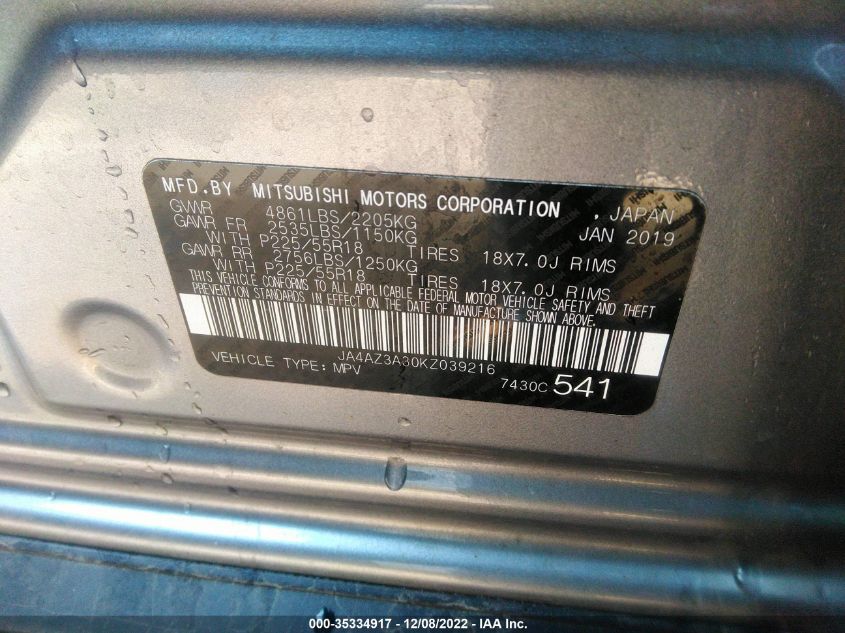 MFD.BY MITSUBISHI MOTORS CORPORATION , JAPAN
GVWR 4861LBS/2205KG JAN 2019
GAWR FR 2535LBS/1150KG
WITH P225/55R18 TIRES 18X7.0J RIMS
GAWR RR 2756LBS/1250KG
WITH P225/55R18 TIRES 18X7.0J RIMS
THIS VEHICLE CONFORMS TO ALL APPLICABLE FEDERAL MOTOR VEHICLE SAFETY AND THEFT
PREVENTION STANDARDS IN EFFECT ON THE DATE OF MANUFACTURE SHOWN ABOVE.
JA4AZ3A30KZ039216
VEHICLE TYPE:MPV 7430C 541
000-35334917 - 12/08/2022 - IAA Inc.